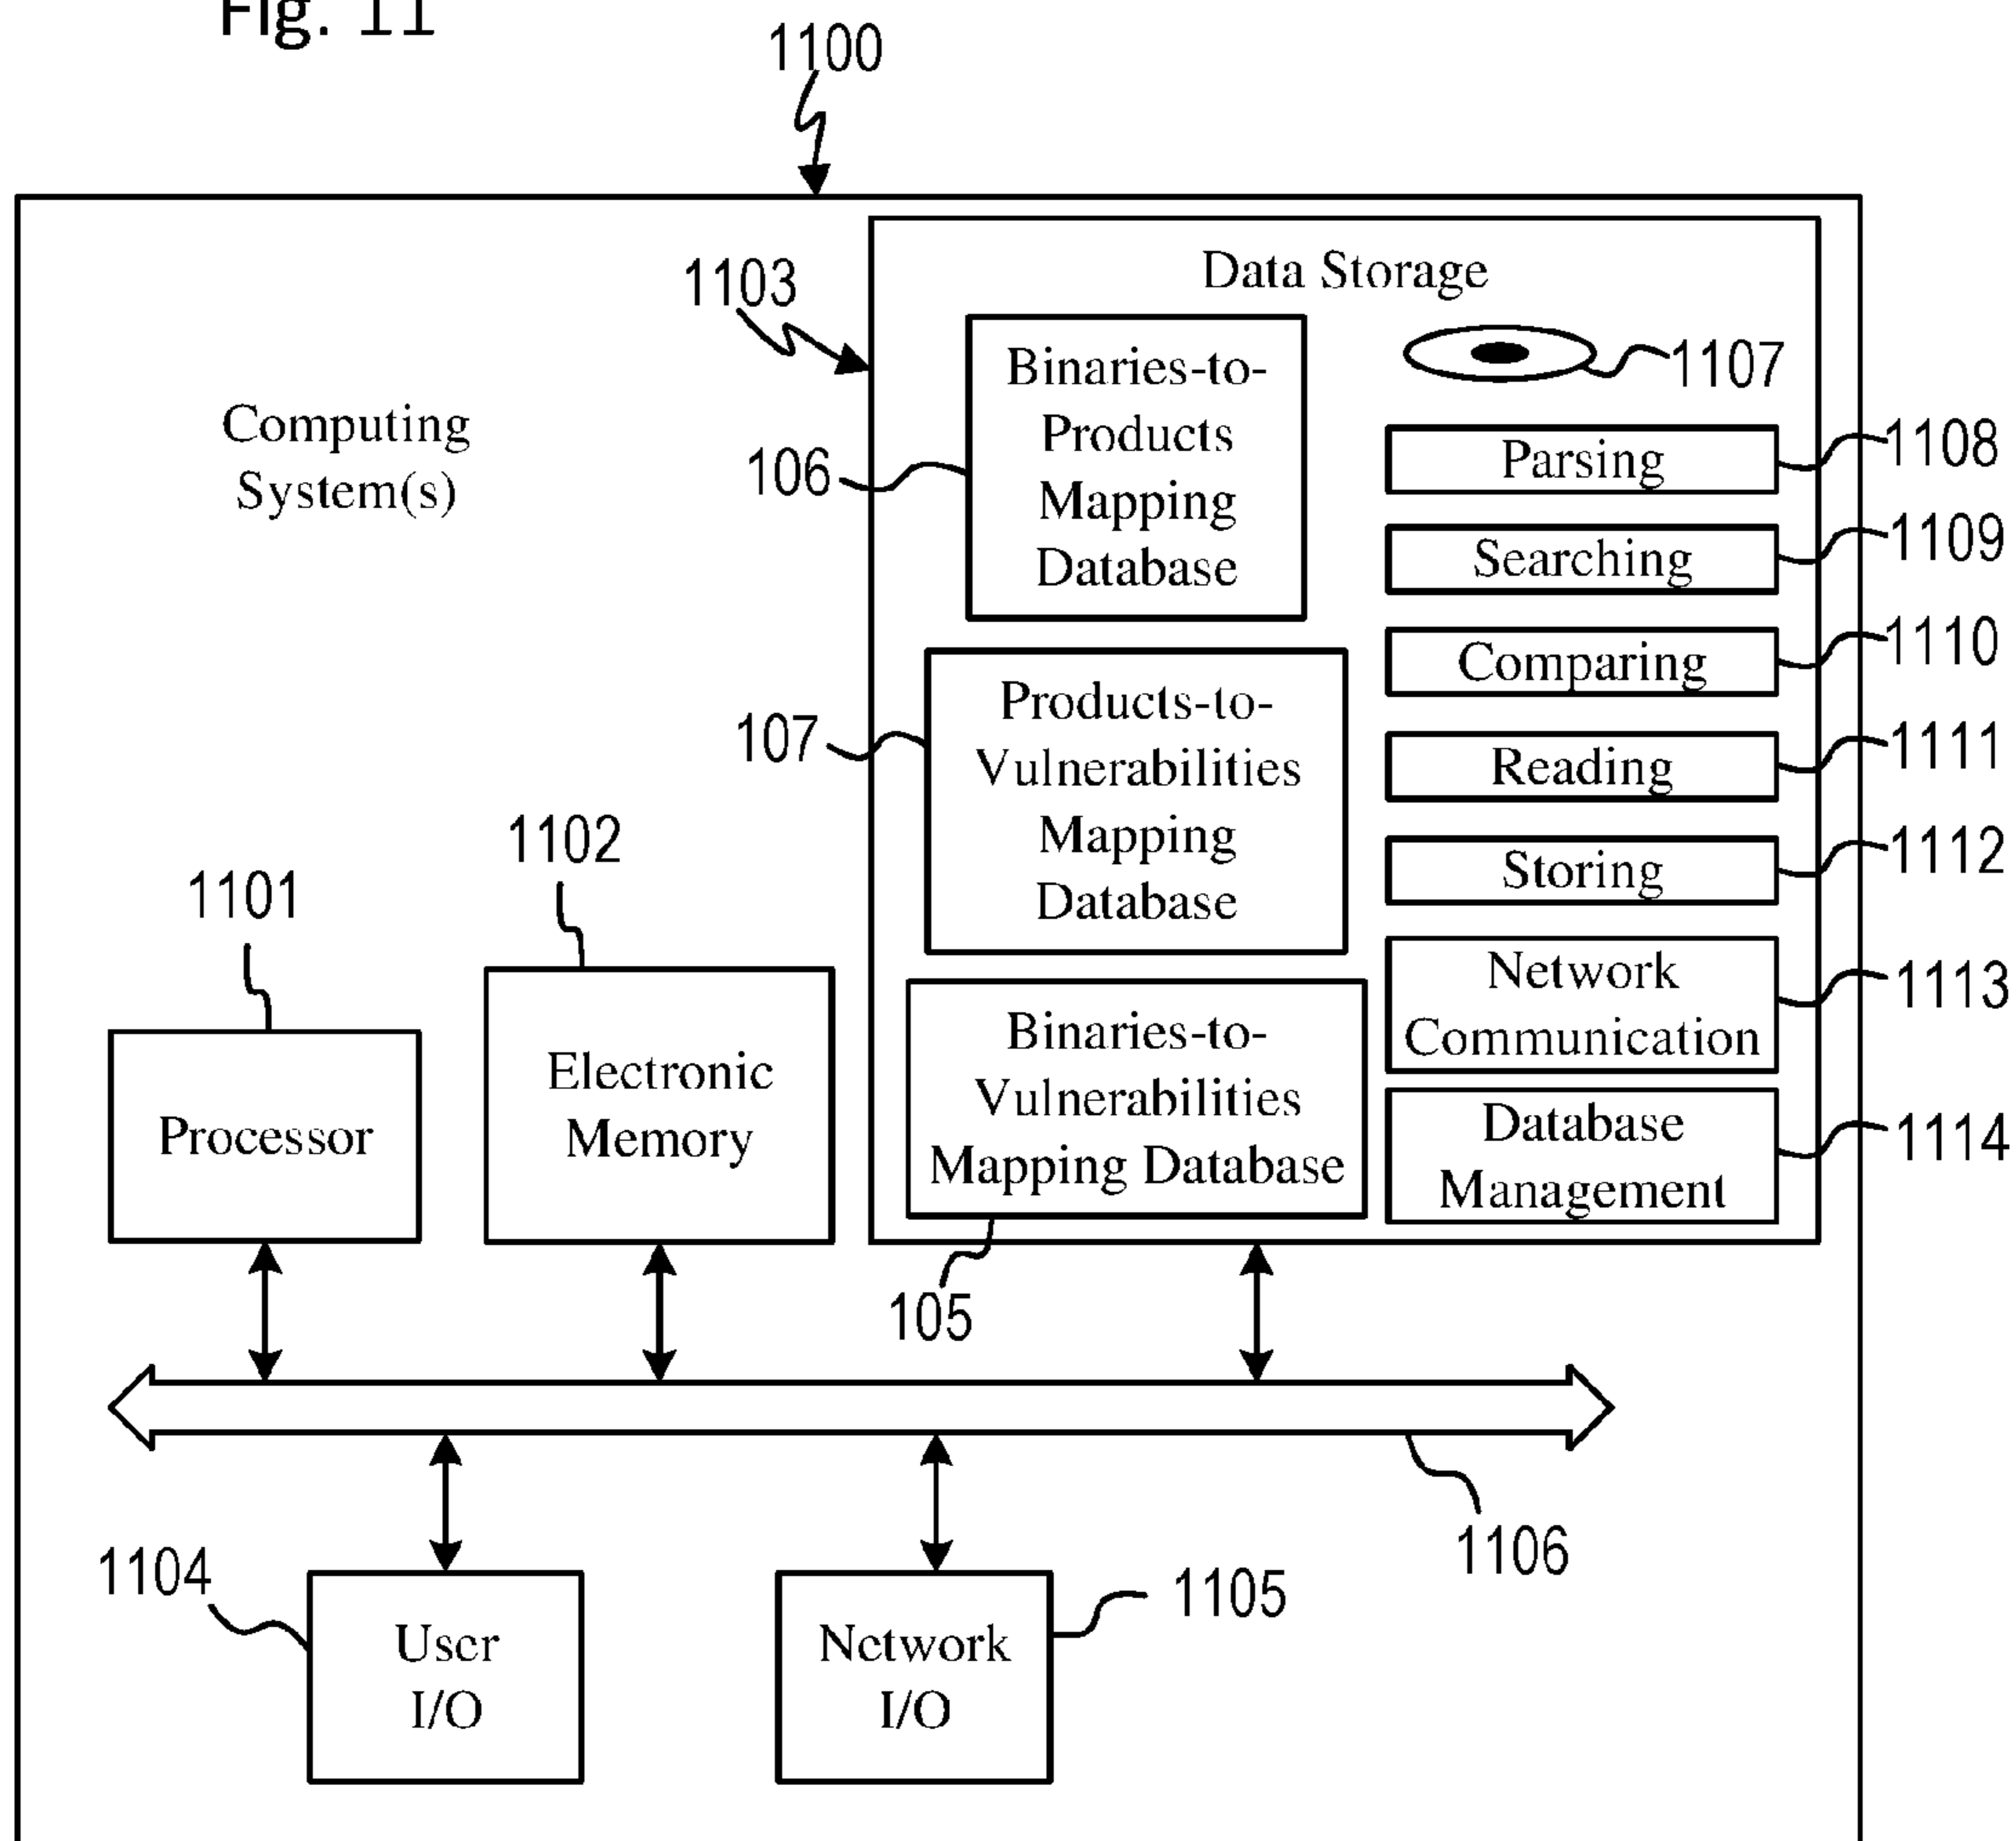 Fig. 11
1100
1103
Data Storage
Binaries-to-
Products
Mapping
Database
106
1107
Computing
System(s)
Parsing
1108
Searching
1109
Comparing
1110
Products-to-
Vulnerabilities
Mapping
Database
107
Reading
1111
Storing
1112
1101
1102
Network
Communication
1113
Processor
Electronic
Memory
Binaries-to-
Vulnerabilities
Mapping Database
Database
Management
1114
105
1106
1104
User
I/O
Network
I/O
1105